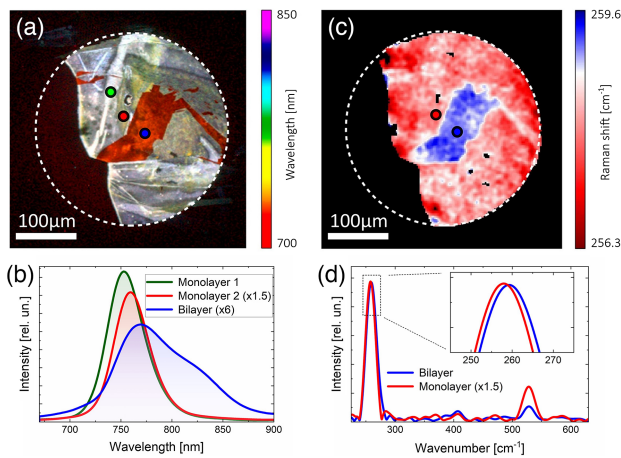 (a)
850
Wavelength [nm]
700
100µm
(c)
259.6
Raman shift [cm⁻¹]
256.3
100µm
(b)
Intensity [rel. un.]
Monolayer 1
Monolayer 2 (x1.5)
Bilayer (x6)
700 750 800 850 900
Wavelength [nm]
(d)
Intensity [rel. un.]
250 260 270
Bilayer
Monolayer (x1.5)
300 400 500 600
Wavenumber [cm⁻¹]